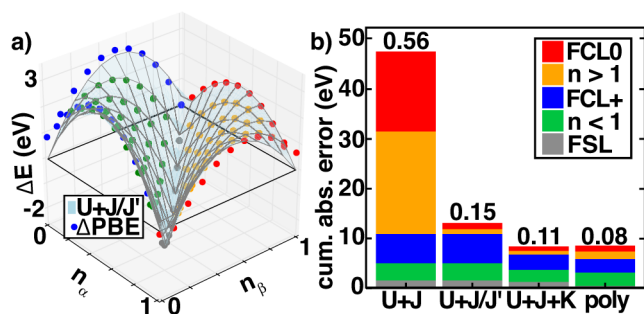 a)
3
ΔE (eV)
-2
U+J/J'
ΔPBE
0
n α
1
0
n β
1
b)
50
40
30
20
10
0
cum. abs. error (eV)
0.56
0.15
0.11
0.08
FCL0
n > 1
FCL+
n < 1
FSL
U+J
U+J/J'
U+J+K
poly